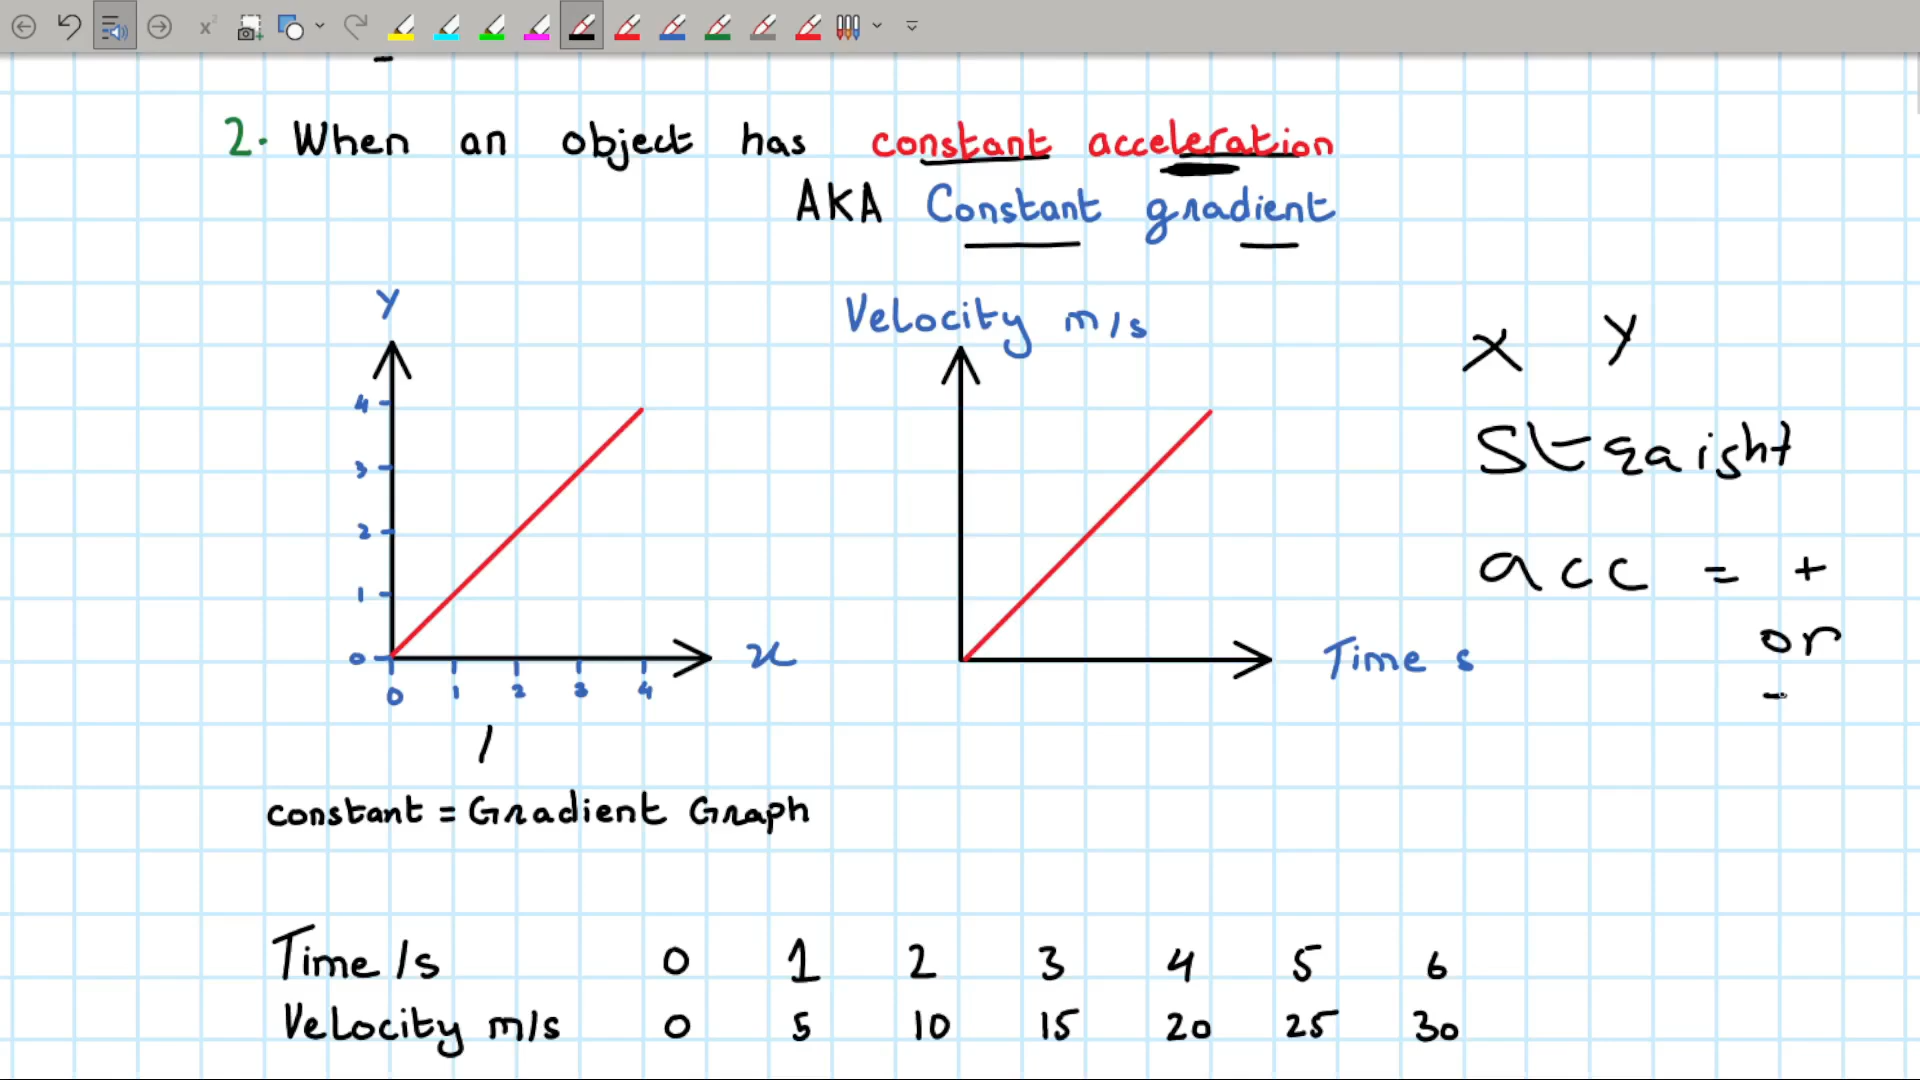 2. When an object has constant acceleration
AKA Constant gradient
Y
Velocity m/s
X Y
4
3
2
1
0
0 1 2 3 4
x
Time s
Straight
acc = +
or
-
constant = Gradient Graph
Time /s 0 1 2 3 4 5 6
Velocity m/s 0 5 10 15 20 25 30